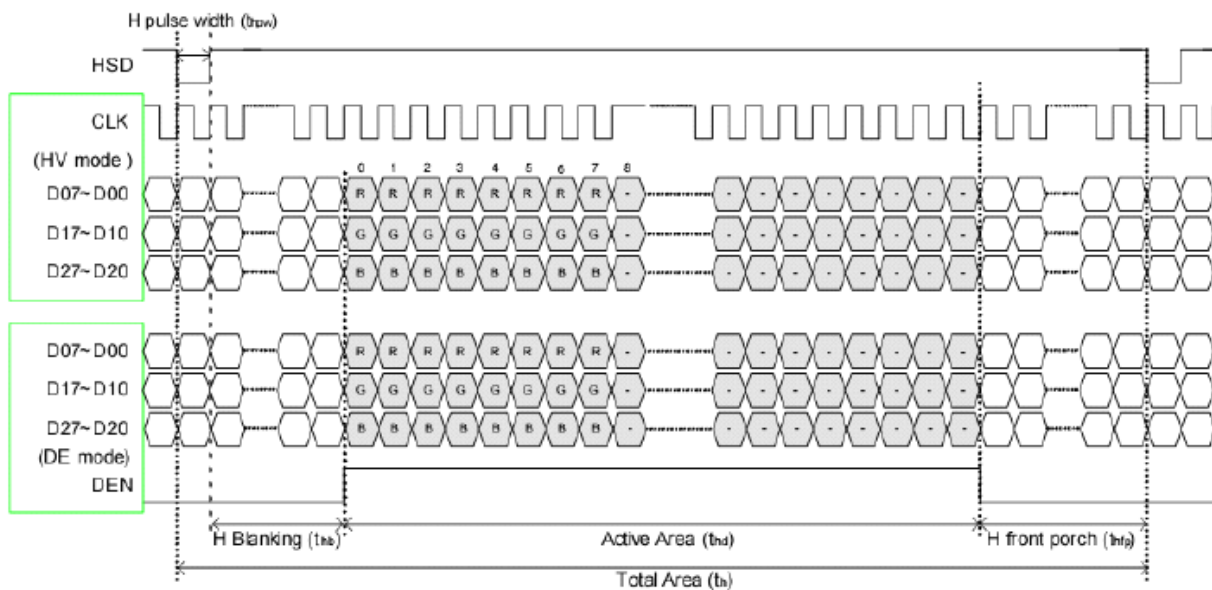 H pulse width (thpw)
HSD
CLK
(HV mode )
0 1 2 3 4 5 6 7 8
D07~D00 R R R R R R R R - - - - - - - - - -
D17~D10 G G G G G G G G - - - - - - - - - -
D27~D20 B B B B B B B B - - - - - - - - - -
D07~D00 R R R R R R R R - - - - - - - - - -
D17~D10 G G G G G G G G - - - - - - - - - -
D27~D20 B B B B B B B B - - - - - - - - - -
(DE mode)
DEN
H Blanking (thb) Active Area (thd) H front porch (thfp)
Total Area (th)